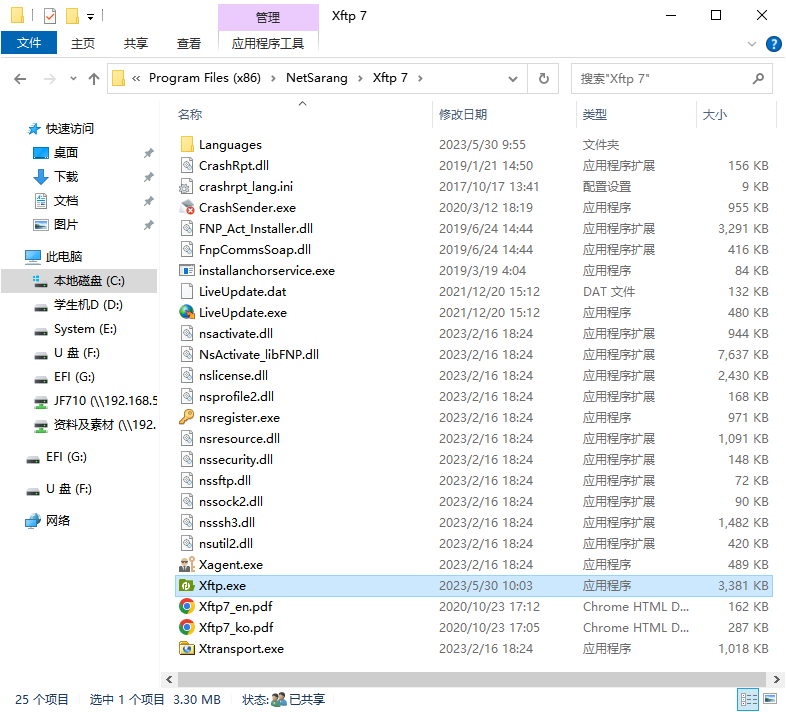 管理
Xftp 7
文件
主页
共享
查看
应用程序工具
« Program Files (x86) › NetSarang › Xftp 7 ›
搜索"Xftp 7"
名称 修改日期 类型 大小
快速访问
桌面
下载
文档
图片
此电脑
本地磁盘 (C:)
学生机D (D:)
System (E:)
U 盘 (F:)
EFI (G:)
JF710 (\\192.168.5
资料及素材 (\\192.
EFI (G:)
U 盘 (F:)
网络
Languages 2023/5/30 9:55 文件夹
CrashRpt.dll 2019/1/21 14:50 应用程序扩展 156 KB
crashrpt_lang.ini 2017/10/17 13:41 配置设置 9 KB
CrashSender.exe 2020/3/12 18:19 应用程序 955 KB
FNP_Act_Installer.dll 2019/6/24 14:44 应用程序扩展 3,291 KB
FnpCommsSoap.dll 2019/6/24 14:44 应用程序扩展 416 KB
installanchorservice.exe 2019/3/19 4:04 应用程序 84 KB
LiveUpdate.dat 2021/12/20 15:12 DAT 文件 132 KB
LiveUpdate.exe 2021/12/20 15:12 应用程序 480 KB
nsactivate.dll 2023/2/16 18:24 应用程序扩展 944 KB
NsActivate_libFNP.dll 2023/2/16 18:24 应用程序扩展 7,637 KB
nslicense.dll 2023/2/16 18:24 应用程序扩展 2,430 KB
nsprofile2.dll 2023/2/16 18:24 应用程序扩展 168 KB
nsregister.exe 2023/2/16 18:24 应用程序 971 KB
nsresource.dll 2023/2/16 18:24 应用程序扩展 1,091 KB
nssecurity.dll 2023/2/16 18:24 应用程序扩展 148 KB
nssftp.dll 2023/2/16 18:24 应用程序扩展 72 KB
nssock2.dll 2023/2/16 18:24 应用程序扩展 90 KB
nsssh3.dll 2023/2/16 18:24 应用程序扩展 1,482 KB
nsutil2.dll 2023/2/16 18:24 应用程序扩展 420 KB
Xagent.exe 2023/2/16 18:24 应用程序 489 KB
Xftp.exe 2023/5/30 10:03 应用程序 3,381 KB
Xftp7_en.pdf 2020/10/23 17:12 Chrome HTML D... 162 KB
Xftp7_ko.pdf 2020/10/23 17:05 Chrome HTML D... 287 KB
Xtransport.exe 2023/2/16 18:24 应用程序 1,018 KB
25 个项目 选中 1 个项目 3.30 MB 状态: 已共享